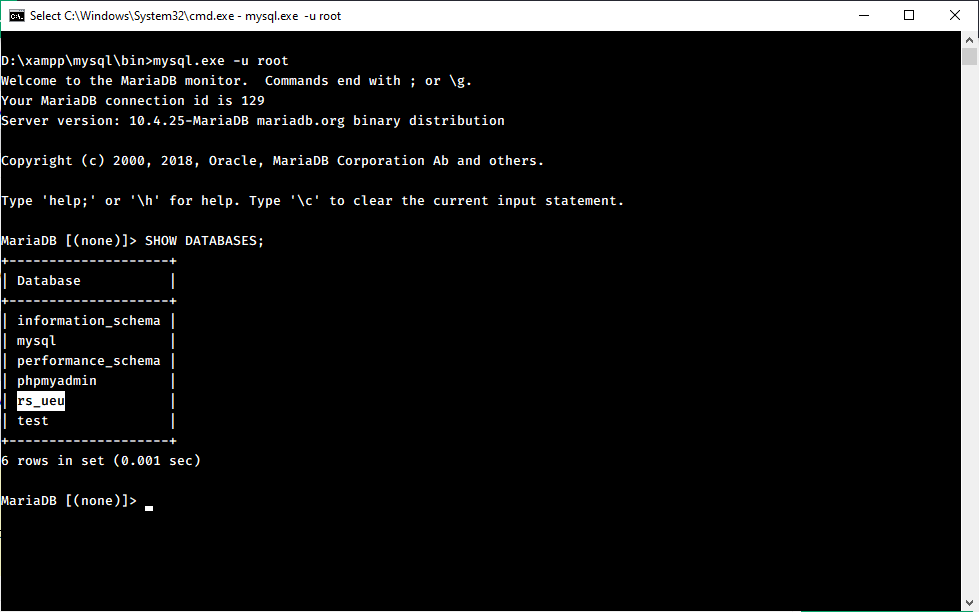 Select C:\Windows\System32\cmd.exe - mysql.exe  -u root
D:\xampp\mysql\bin>mysql.exe -u root
Welcome to the MariaDB monitor.  Commands end with ; or \g.
Your MariaDB connection id is 129
Server version: 10.4.25-MariaDB mariadb.org binary distribution
Copyright (c) 2000, 2018, Oracle, MariaDB Corporation Ab and others.
Type 'help;' or '\h' for help. Type '\c' to clear the current input statement.
MariaDB [(none)]> SHOW DATABASES;
+--------------------+
| Database           |
+--------------------+
| information_schema |
| mysql              |
| performance_schema |
| phpmyadmin         |
| rs_ueu             |
| test               |
+--------------------+
6 rows in set (0.001 sec)
MariaDB [(none)]>